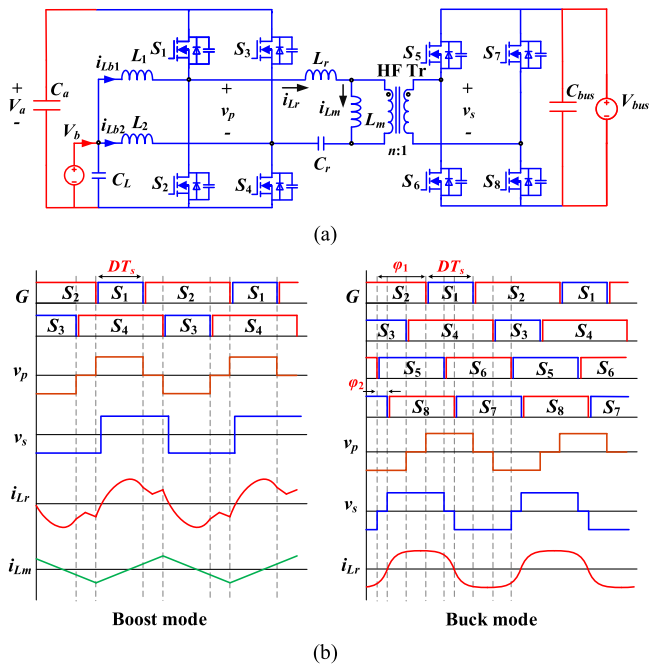 i_Lb1 L_1 S_1 S_3 L_r HF Tr S_5 S_7
+ V_a - C_a + v_p - i_Lr i_Lm L_m + v_s - C_bus V_bus
V_b i_Lb2 L_2
C_L S_2 S_4 C_r n:1 S_6 S_8
(a)
DT_s
G S_2 S_1 S_2 S_1
S_3 S_4 S_3 S_4
v_p
v_s
i_Lr
i_Lm
Boost mode
φ_1 DT_s
G S_2 S_1 S_2 S_1
S_3 S_4 S_3 S_4
S_5 S_6 S_5 S_6
φ_2
S_8 S_7 S_8 S_7
v_p
v_s
i_Lr
Buck mode
(b)